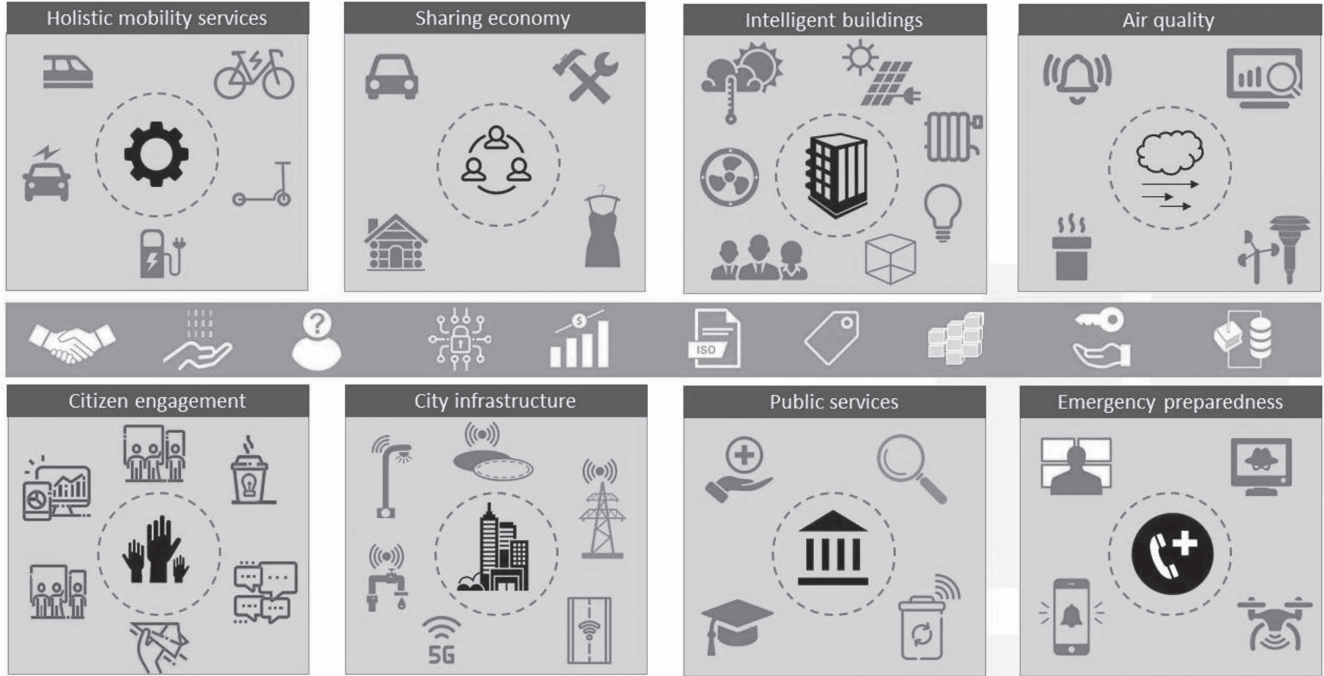 Holistic mobility services
Sharing economy
Intelligent buildings
Air quality
?
$
ISO
Citizen engagement
City infrastructure
Public services
Emergency preparedness
5G